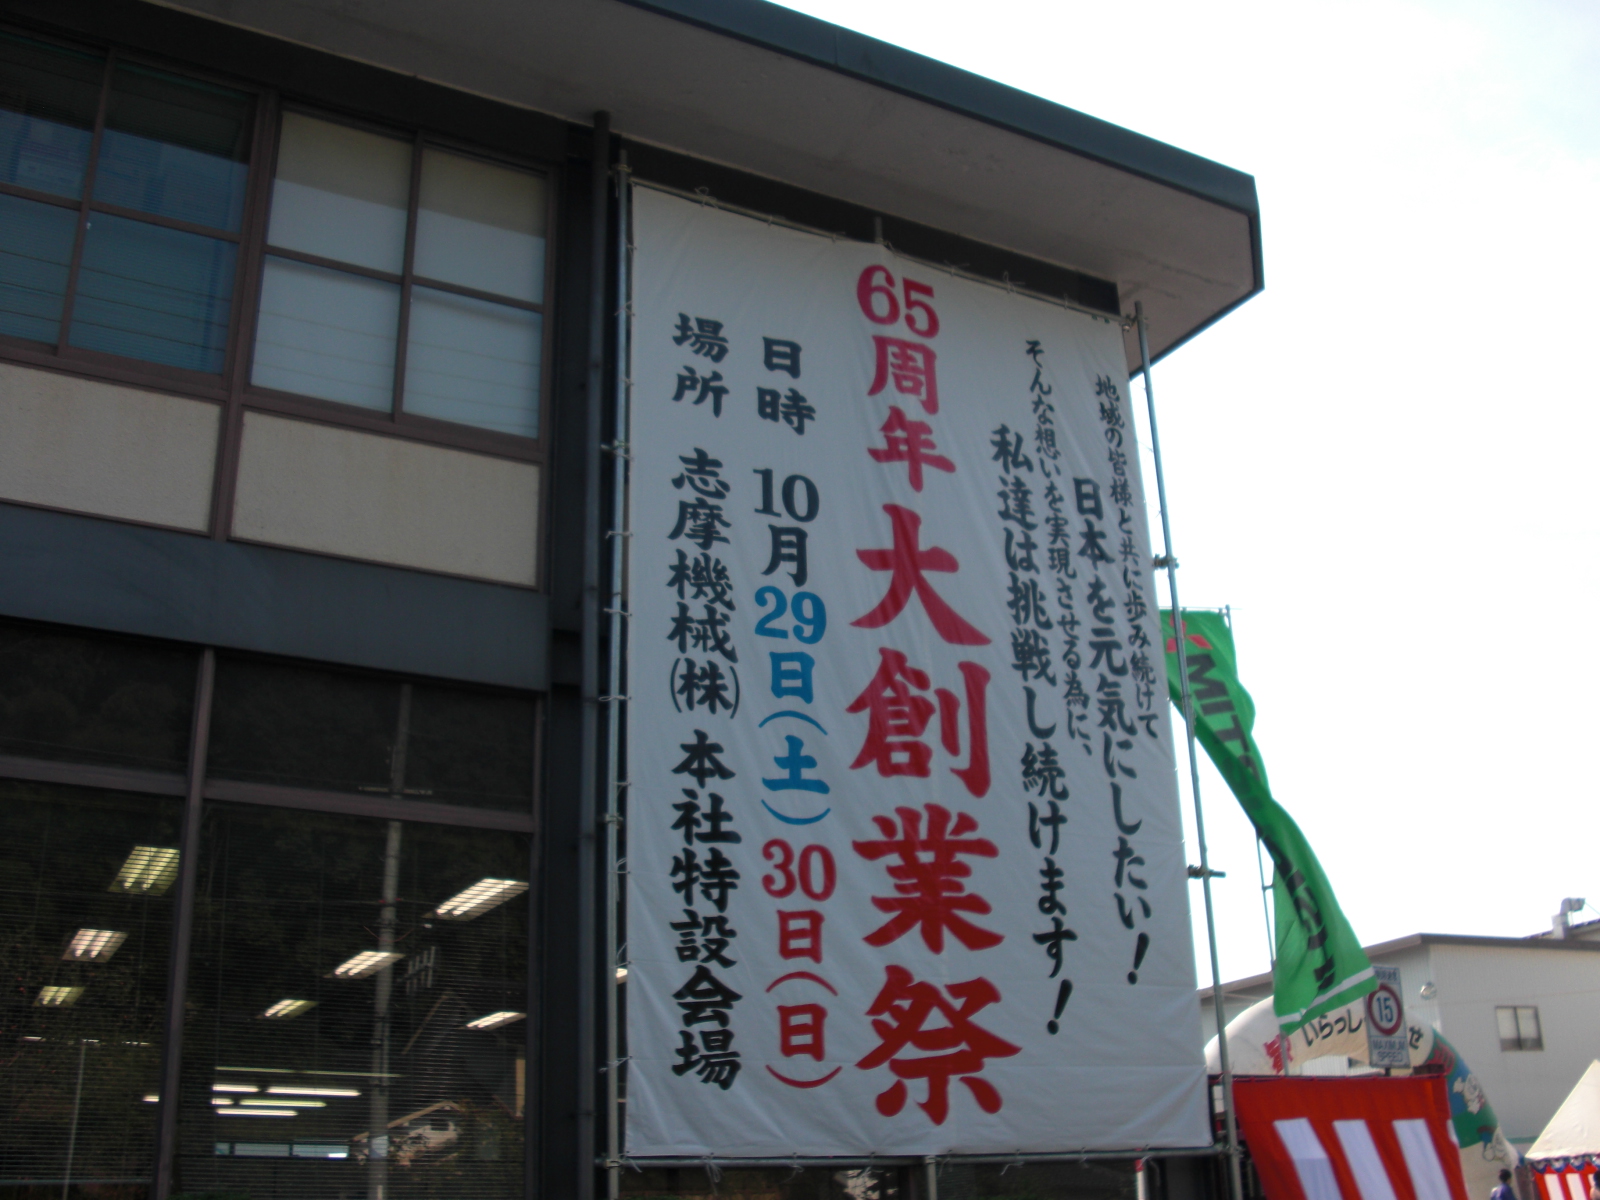 地域の皆様と共に歩み続けて
日本を元気にしたい!
そんな想いを実現させる為に、
私達は挑戦し続けます!
65周年大創業祭
日時 10月29日(土) 30日(日)
場所 志摩機械(株) 本社特設会場
MIT
いらっし
せ
15
MAXIMUM
SPEED